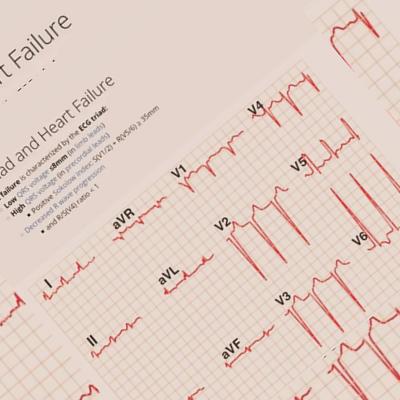 t Failure
ad and Heart Failure
failure is characterized by the ECG triad:
Low QRS voltage ≤8mm (in limb leads)
High QRS voltage (in precordial leads)
• Positive Sokolow index: S(V1/2) + R(V5/6) ≥ 35mm
Decreased R wave progression
• and R/S(V4) ratio < 1
I
aVR
V1
V4
II
aVL
V2
V5
aVF
V3
V6